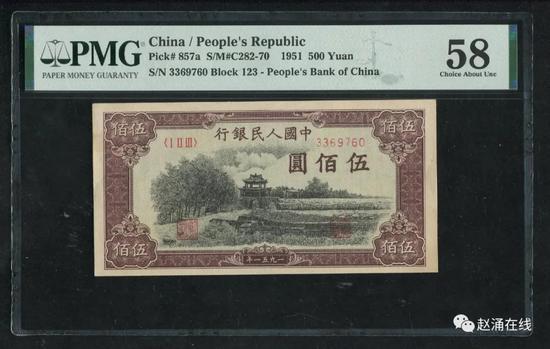 PMG
PAPER MONEY GUARANTY
China / People's Republic
Pick# 857a S/M#C282-70 1951 500 Yuan
S/N 3369760 Block 123 - People's Bank of China
58
Choice About Unc
伍佰
伍佰
中國人民銀行
〈I II III〉
3369760
伍佰圓
伍佰
伍佰
一九五一年
赵涌在线